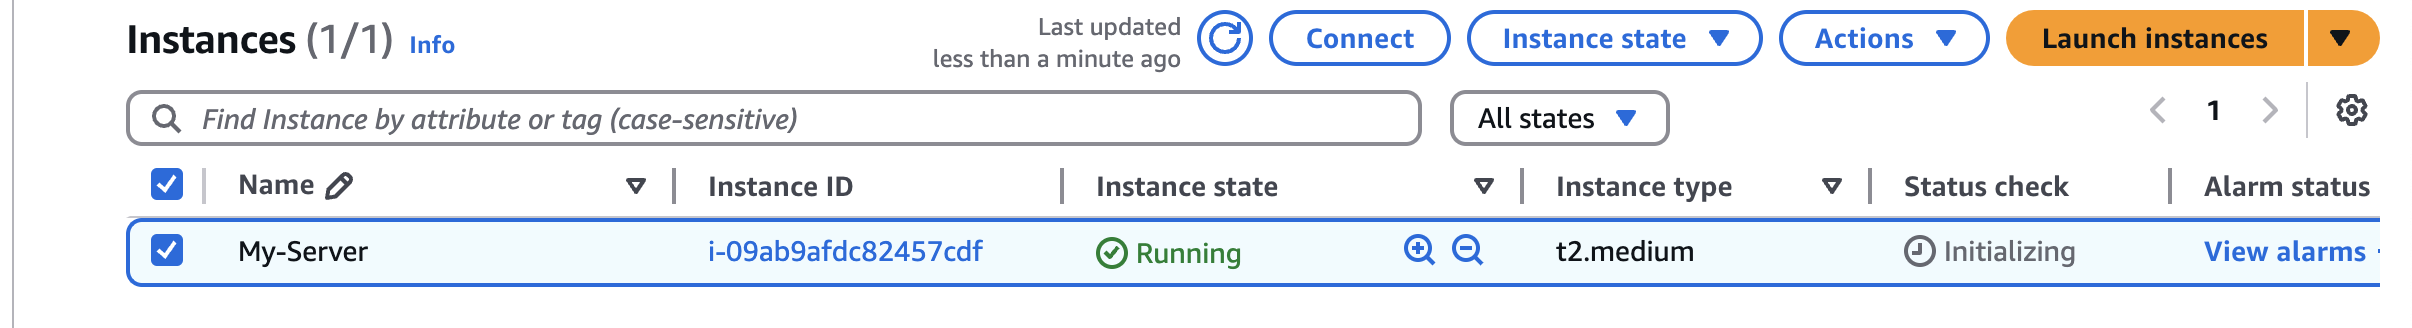 Instances (1/1) Info
Last updated
less than a minute ago
Connect
Instance state
Actions
Launch instances
Find Instance by attribute or tag (case-sensitive)
All states
1
Name Instance ID Instance state Instance type Status check Alarm status
My-Server i-09ab9afdc82457cdf Running t2.medium Initializing View alarms